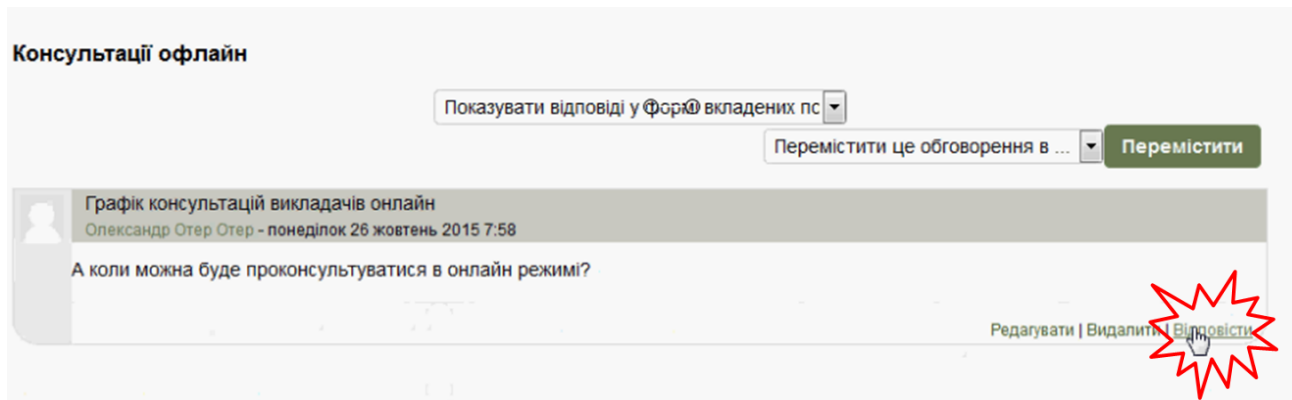 Консультації офлайн
Показувати відповіді у формі вкладених пс
Перемістити це обговорення в ...
Перемістити
Графік консультацій викладачів онлайн
Олександр Отер Отер - понеділок 26 жовтень 2015 7:58
А коли можна буде проконсультуватися в онлайн режимі?
Редагувати | Видалити | Відповісти